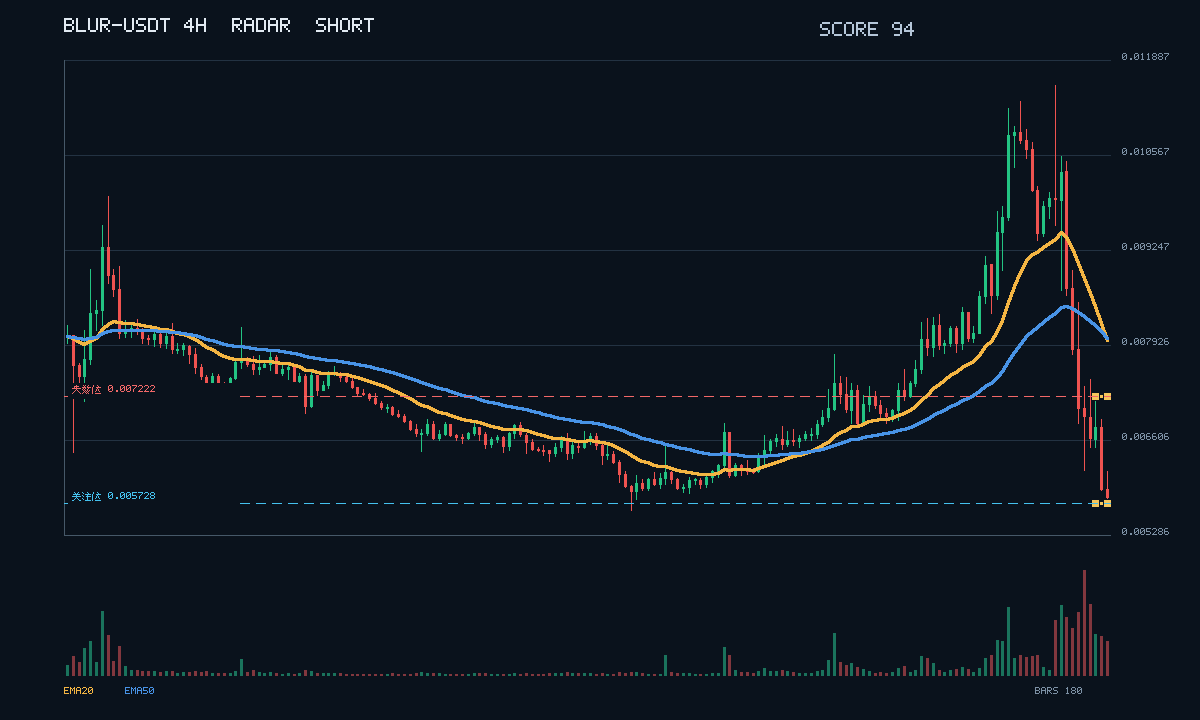 BLUR-USDT 4H RADAR SHORT
SCORE 94
0.011887
0.010567
0.009247
0.007926
失效位 0.007222
0.006606
关注位 0.005728
0.005286
EMA20 EMA50
BARS 180